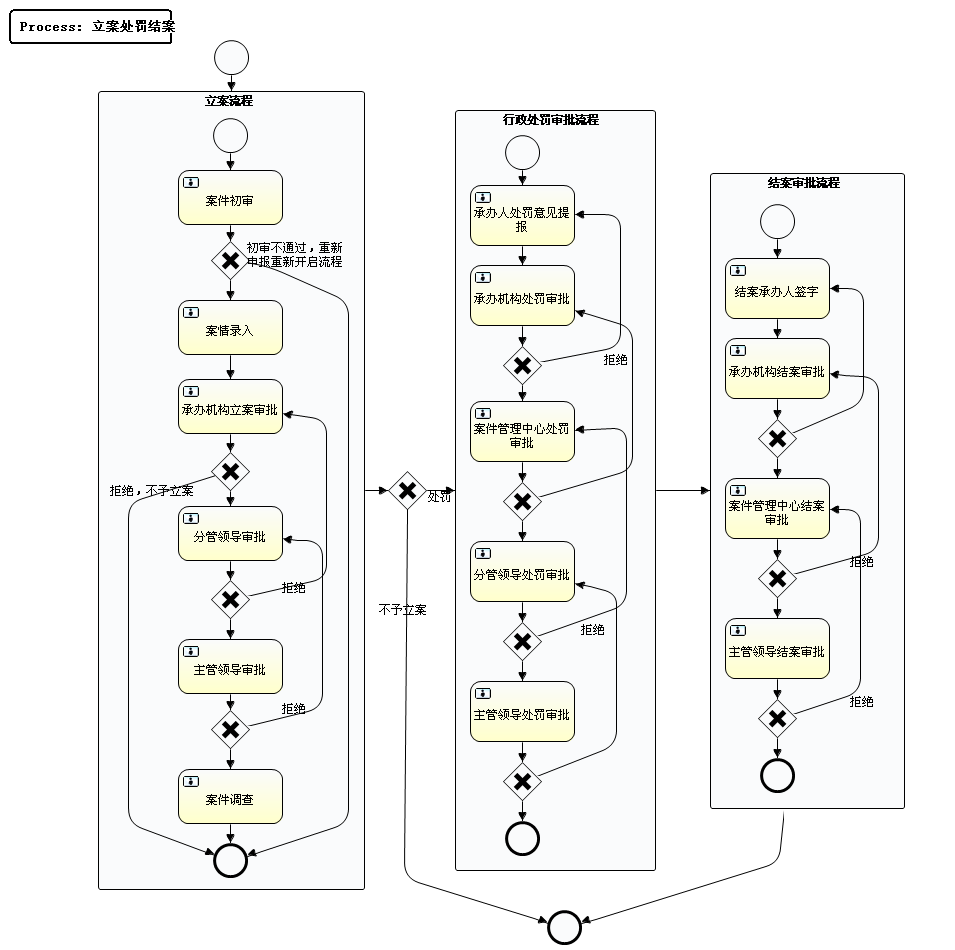 Process: 立案处罚结案
立案流程
案件初审
初审不通过，重新
申报重新开启流程
案情录入
承办机构立案审批
拒绝，不予立案
分管领导审批
拒绝
主管领导审批
拒绝
案件调查
处罚
不予立案
行政处罚审批流程
承办人处罚意见提
报
承办机构处罚审批
拒绝
案件管理中心处罚
审批
分管领导处罚审批
拒绝
主管领导处罚审批
结案审批流程
结案承办人签字
承办机构结案审批
案件管理中心结案
审批
拒绝
主管领导结案审批
拒绝